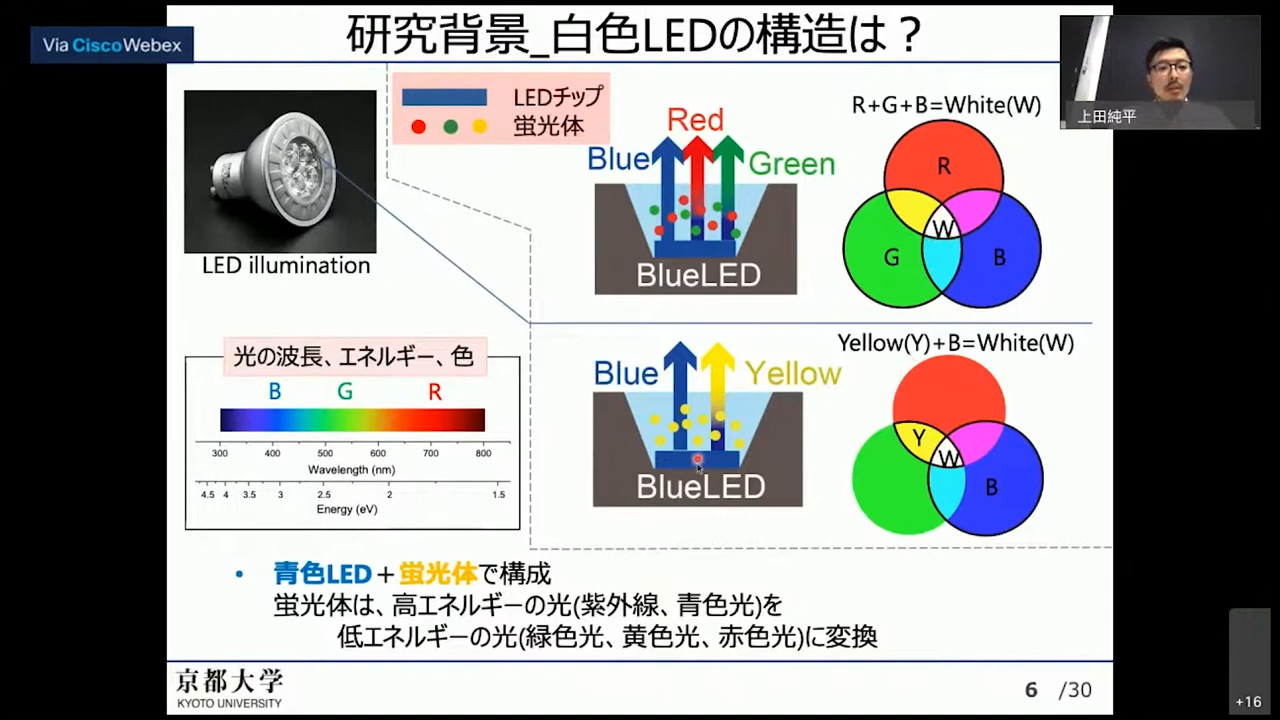 Via CiscoWebex
研究背景_白色LEDの構造は？
上田純平
LEDチップ
蛍光体
LED illumination
Red
Blue
Green
BlueLED
R+G+B=White(W)
R
W
G
B
光の波長、エネルギー、色
B G R
300 400 500 600 700 800
Wavelength (nm)
4.5 4 3.5 3 2.5 2 1.5
Energy (eV)
Blue
Yellow
BlueLED
Yellow(Y)+B=White(W)
Y
W
B
• 青色LED＋蛍光体で構成
蛍光体は、高エネルギーの光(紫外線、青色光)を
低エネルギーの光(緑色光、黄色光、赤色光)に変換
京都大学
KYOTO UNIVERSITY
6 /30
+16